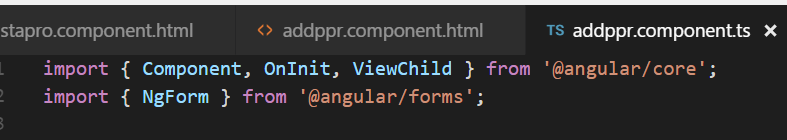 stapro.component.html <> addppr.component.html TS addppr.component.ts ×
1 import { Component, OnInit, ViewChild } from '@angular/core';
2 import { NgForm } from '@angular/forms';
3